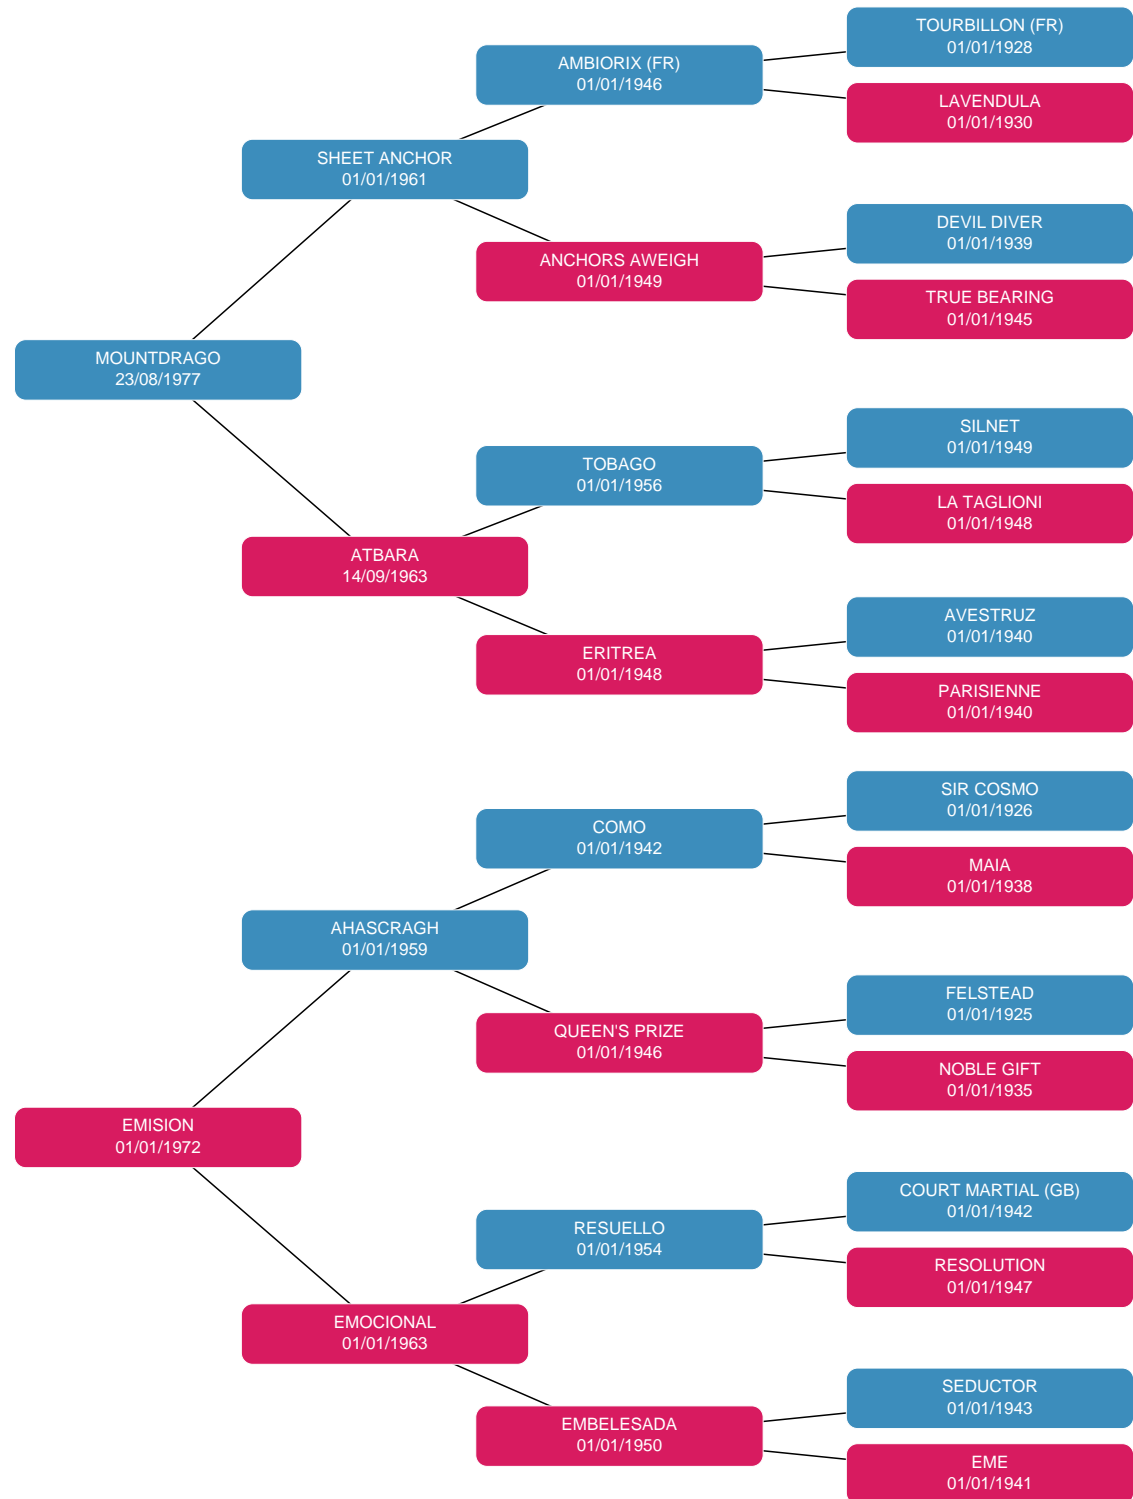 TOURBILLON (FR)
01/01/1928
AMBIORIX (FR)
01/01/1946
LAVENDULA
01/01/1930
SHEET ANCHOR
01/01/1961
DEVIL DIVER
01/01/1939
ANCHORS AWEIGH
01/01/1949
TRUE BEARING
01/01/1945
MOUNTDRAGO
23/08/1977
SILNET
01/01/1949
TOBAGO
01/01/1956
LA TAGLIONI
01/01/1948
ATBARA
14/09/1963
AVESTRUZ
01/01/1940
ERITREA
01/01/1948
PARISIENNE
01/01/1940
SIR COSMO
01/01/1926
COMO
01/01/1942
MAIA
01/01/1938
AHASCRAGH
01/01/1959
FELSTEAD
01/01/1925
QUEEN'S PRIZE
01/01/1946
NOBLE GIFT
01/01/1935
EMISION
01/01/1972
COURT MARTIAL (GB)
01/01/1942
RESUELLO
01/01/1954
RESOLUTION
01/01/1947
EMOCIONAL
01/01/1963
SEDUCTOR
01/01/1943
EMBELESADA
01/01/1950
EME
01/01/1941